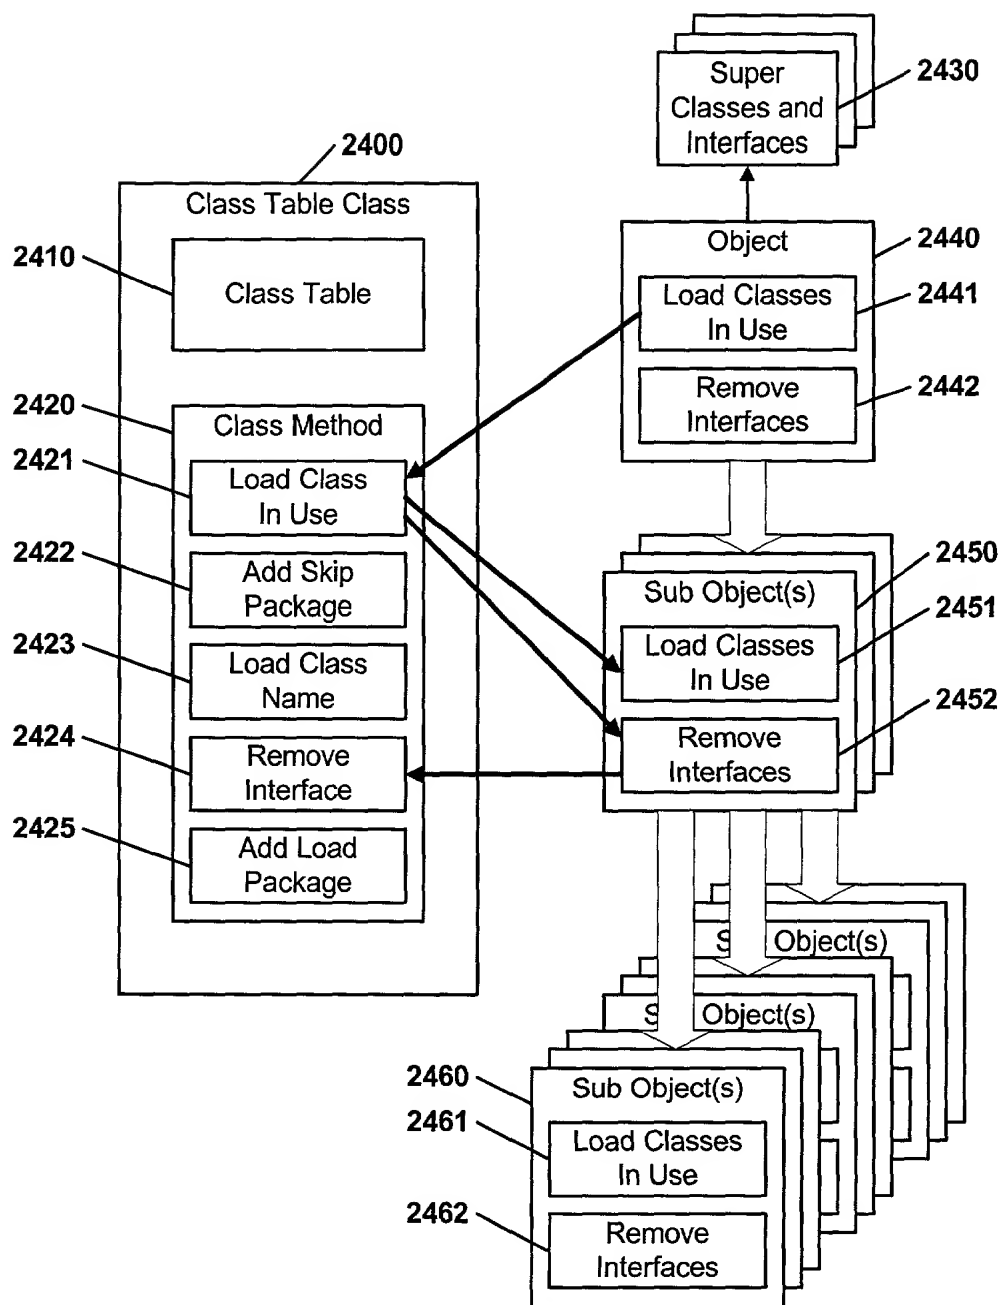 2430
Super
Classes and
Interfaces
2400
Class Table Class
2410
Class Table
2420
Class Method
2421
Load Class
In Use
2422
Add Skip
Package
2423
Load Class
Name
2424
Remove
Interface
2425
Add Load
Package
Object
2440
Load Classes
In Use
2441
Remove
Interfaces
2442
Sub Object(s)
2450
Load Classes
In Use
2451
Remove
Interfaces
2452
Object(s)
Object(s)
2460
Sub Object(s)
2461
Load Classes
In Use
2462
Remove
Interfaces